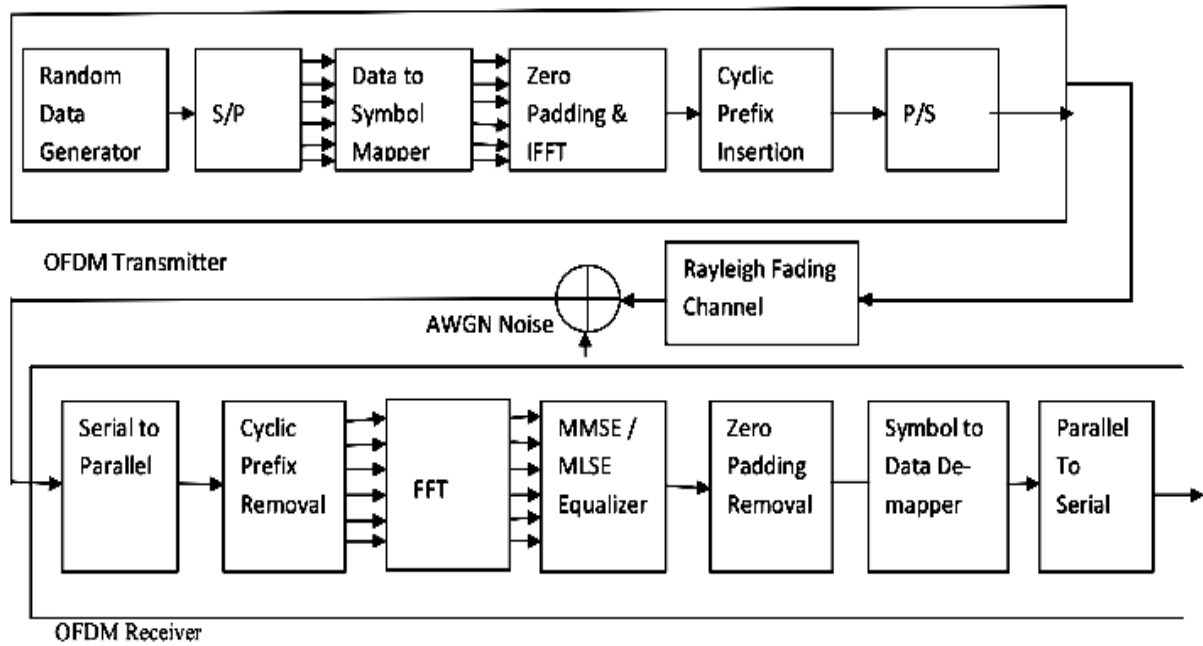 Random
Data
Generator
S/P
Data to
Symbol
Mapper
Zero
Padding &
IFFT
Cyclic
Prefix
Insertion
P/S
OFDM Transmitter
Rayleigh Fading
Channel
AWGN Noise
Serial to
Parallel
Cyclic
Prefix
Removal
FFT
MMSE /
MLSE
Equalizer
Zero
Padding
Removal
Symbol to
Data De-
mapper
Parallel
To
Serial
OFDM Receiver